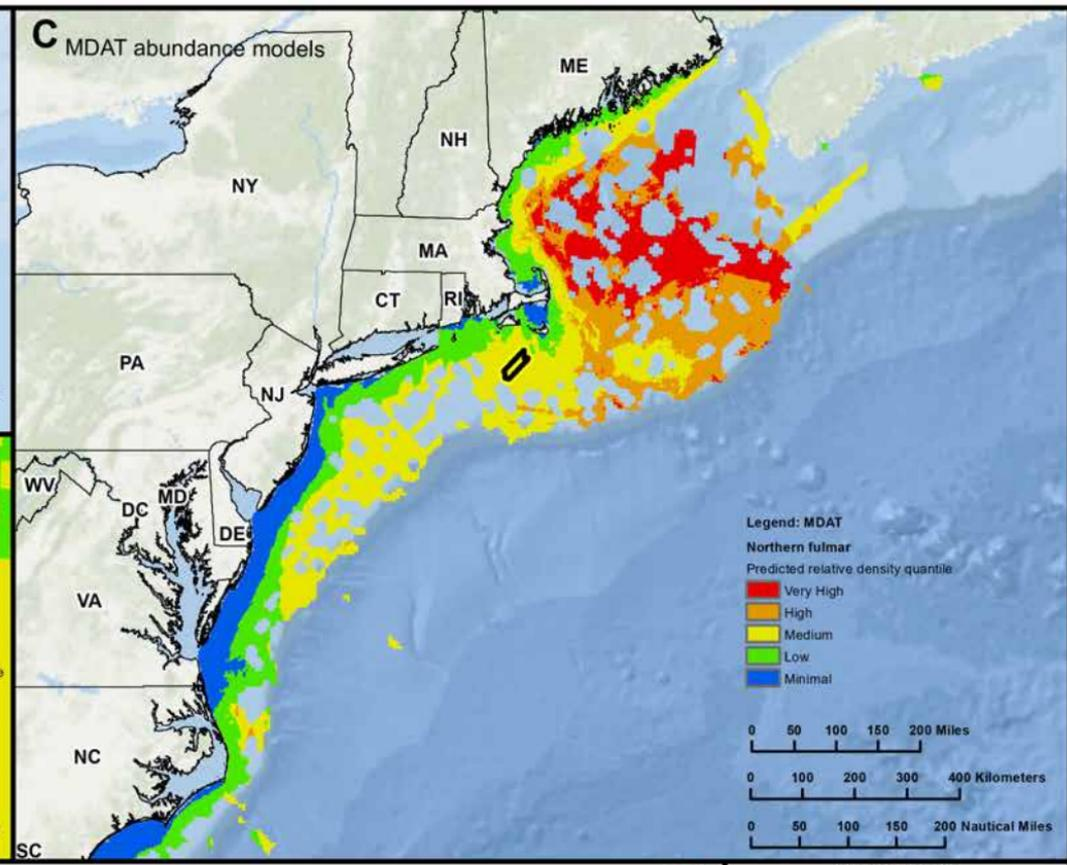 C MDAT abundance models
ME
NH
NY
MA
CT RI
PA
NJ
WV
MD
DC
DE
VA
NC
SC
Legend: MDAT
Northern fulmar
Predicted relative density quantile
Very High
High
Medium
Low
Minimal
0 50 100 150 200 Miles
0 100 200 300 400 Kilometers
0 50 100 150 200 Nautical Miles